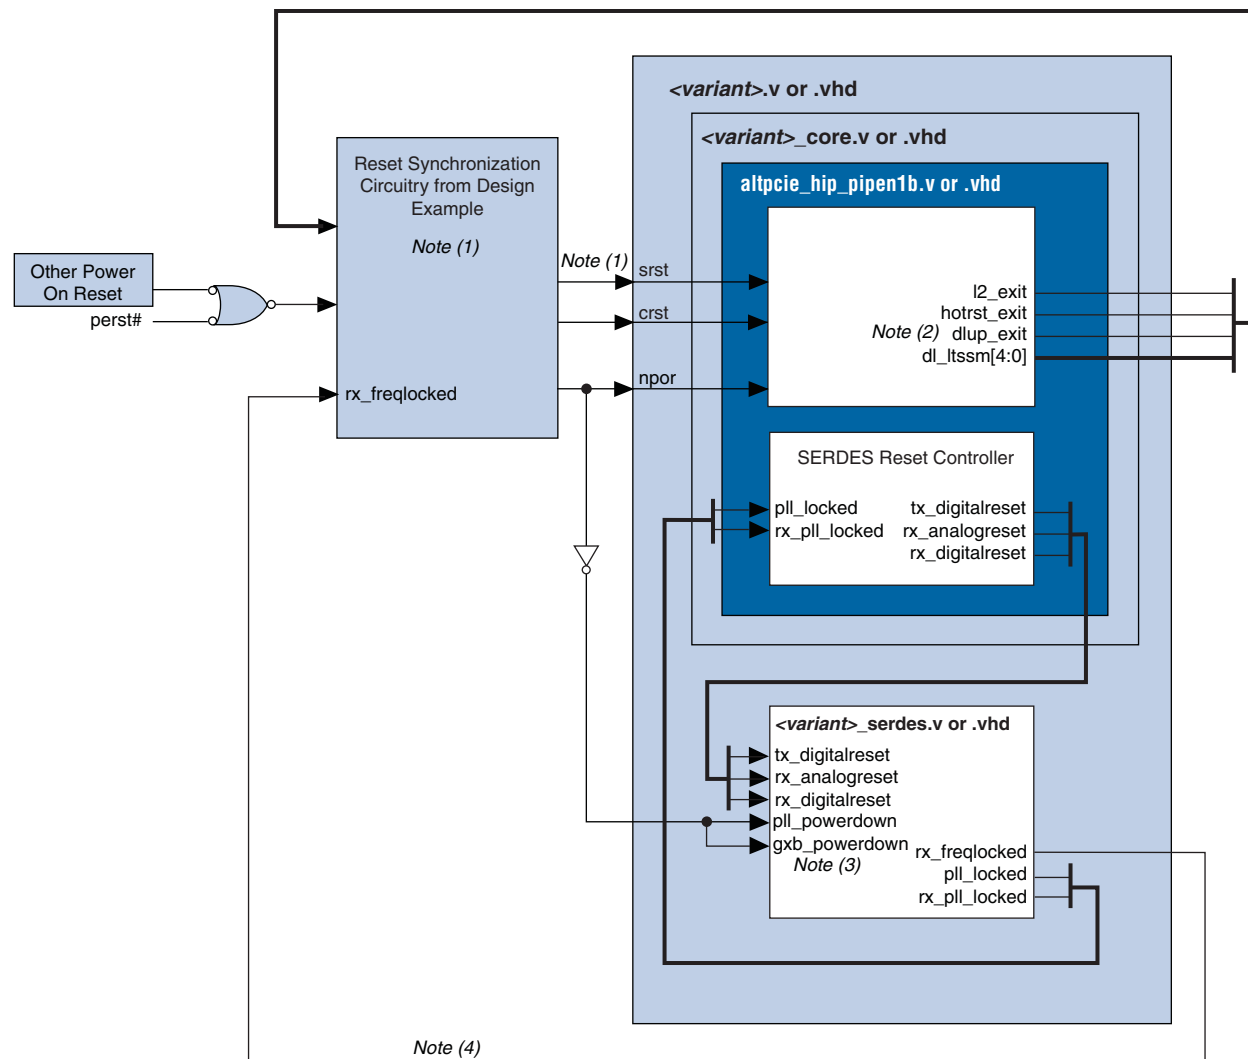 <variant>.v or .vhd
<variant>_core.v or .vhd
altpcie_hip_pipen1b.v or .vhd
Reset Synchronization
Circuitry from Design
Example
Note (1)
Note (1)
srst
crst
npor
Other Power
On Reset
perst#
rx_freqlocked
l2_exit
hotrst_exit
Note (2)
dlup_exit
dl_ltssm[4:0]
SERDES Reset Controller
pll_locked
rx_pll_locked
tx_digitalreset
rx_analogreset
rx_digitalreset
<variant>_serdes.v or .vhd
tx_digitalreset
rx_analogreset
rx_digitalreset
pll_powerdown
gxb_powerdown
Note (3)
rx_freqlocked
pll_locked
rx_pll_locked
Note (4)